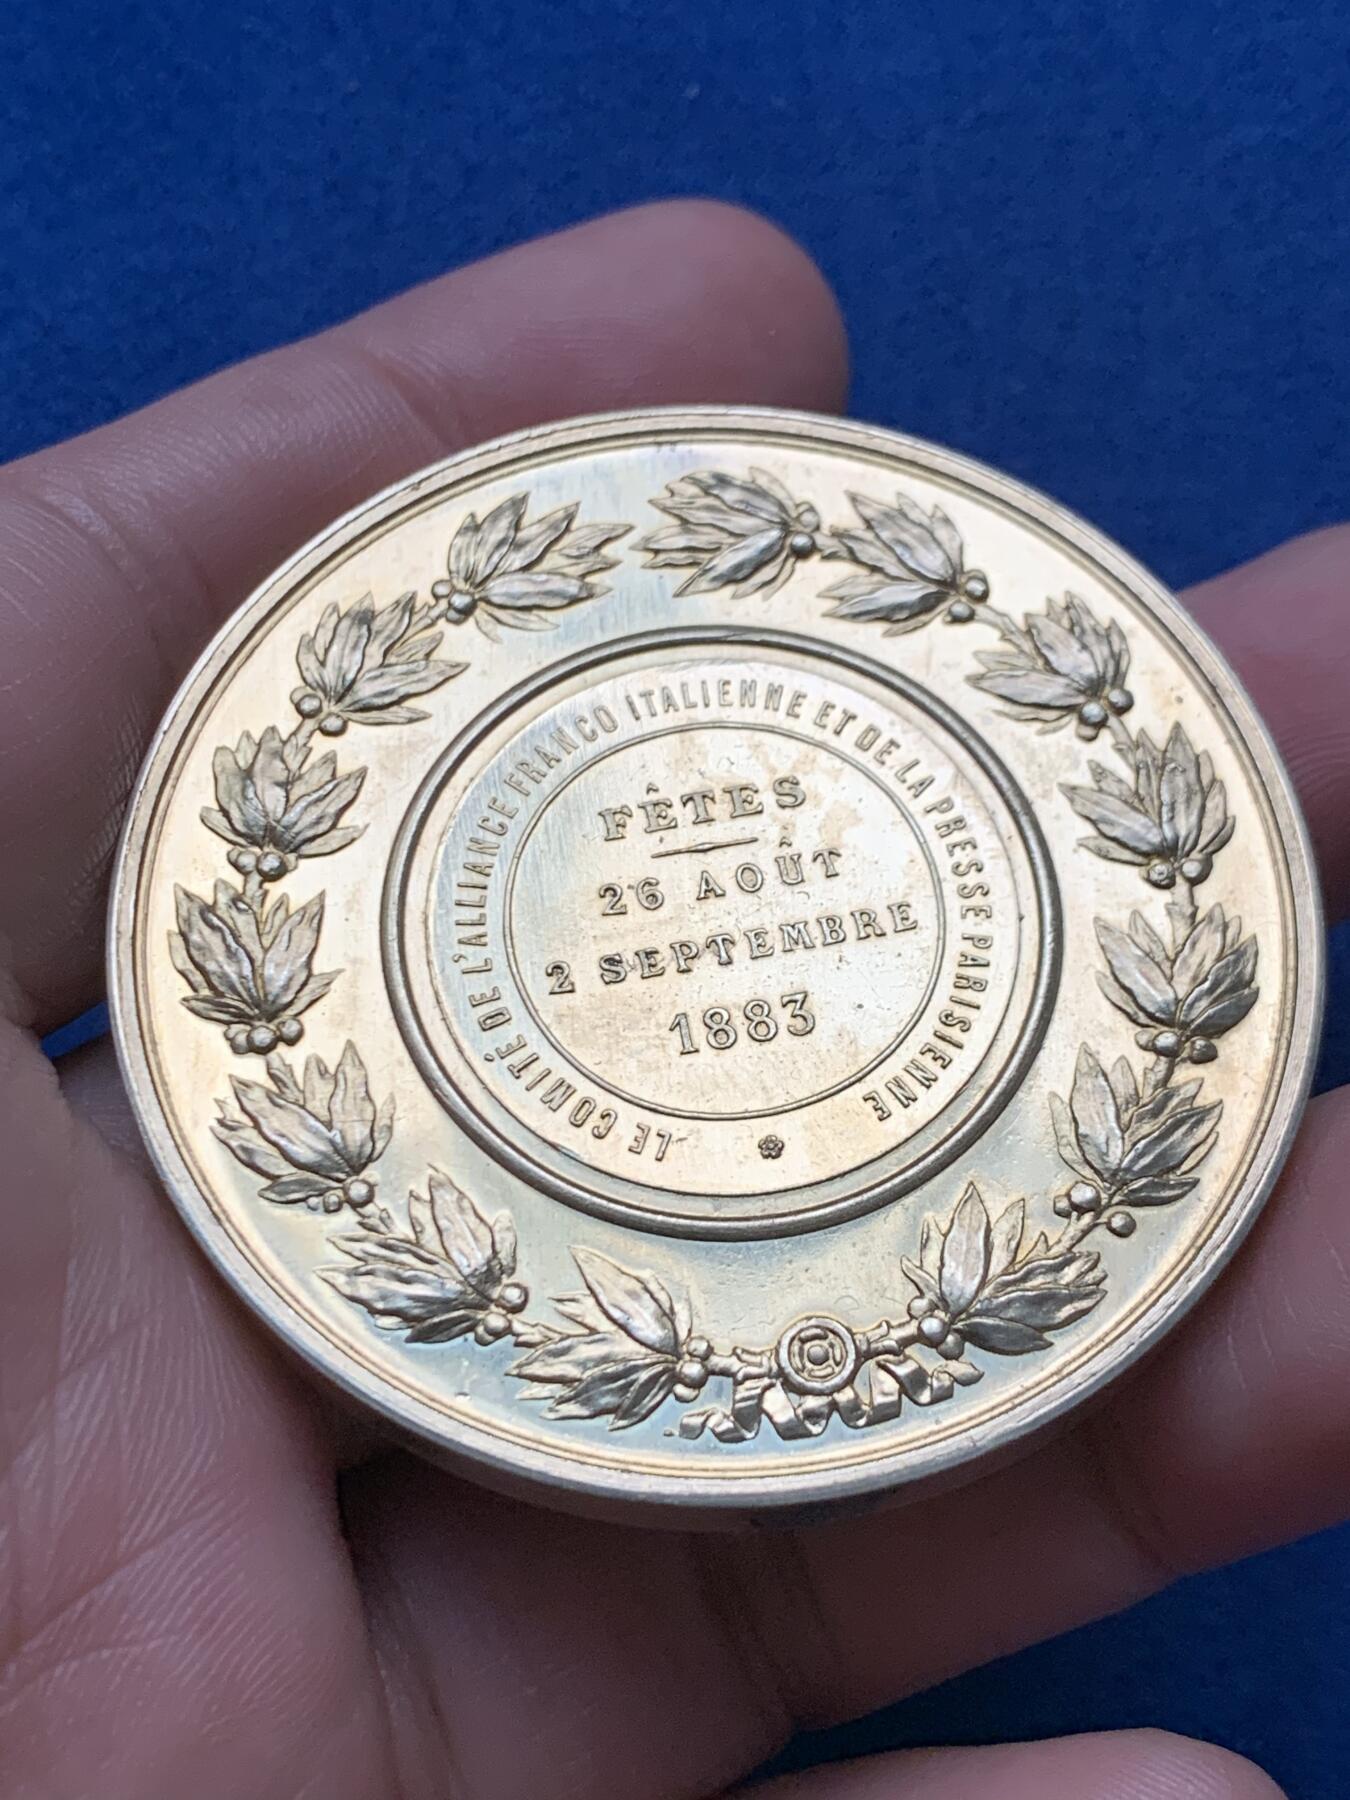 LE COMITÉ DE L'ALLIANCE FRANCO ITALIENNE ET DE LA PRESSE PARISIENNE
FÊTES
26 AOÛT
2 SEPTEMBRE
1883